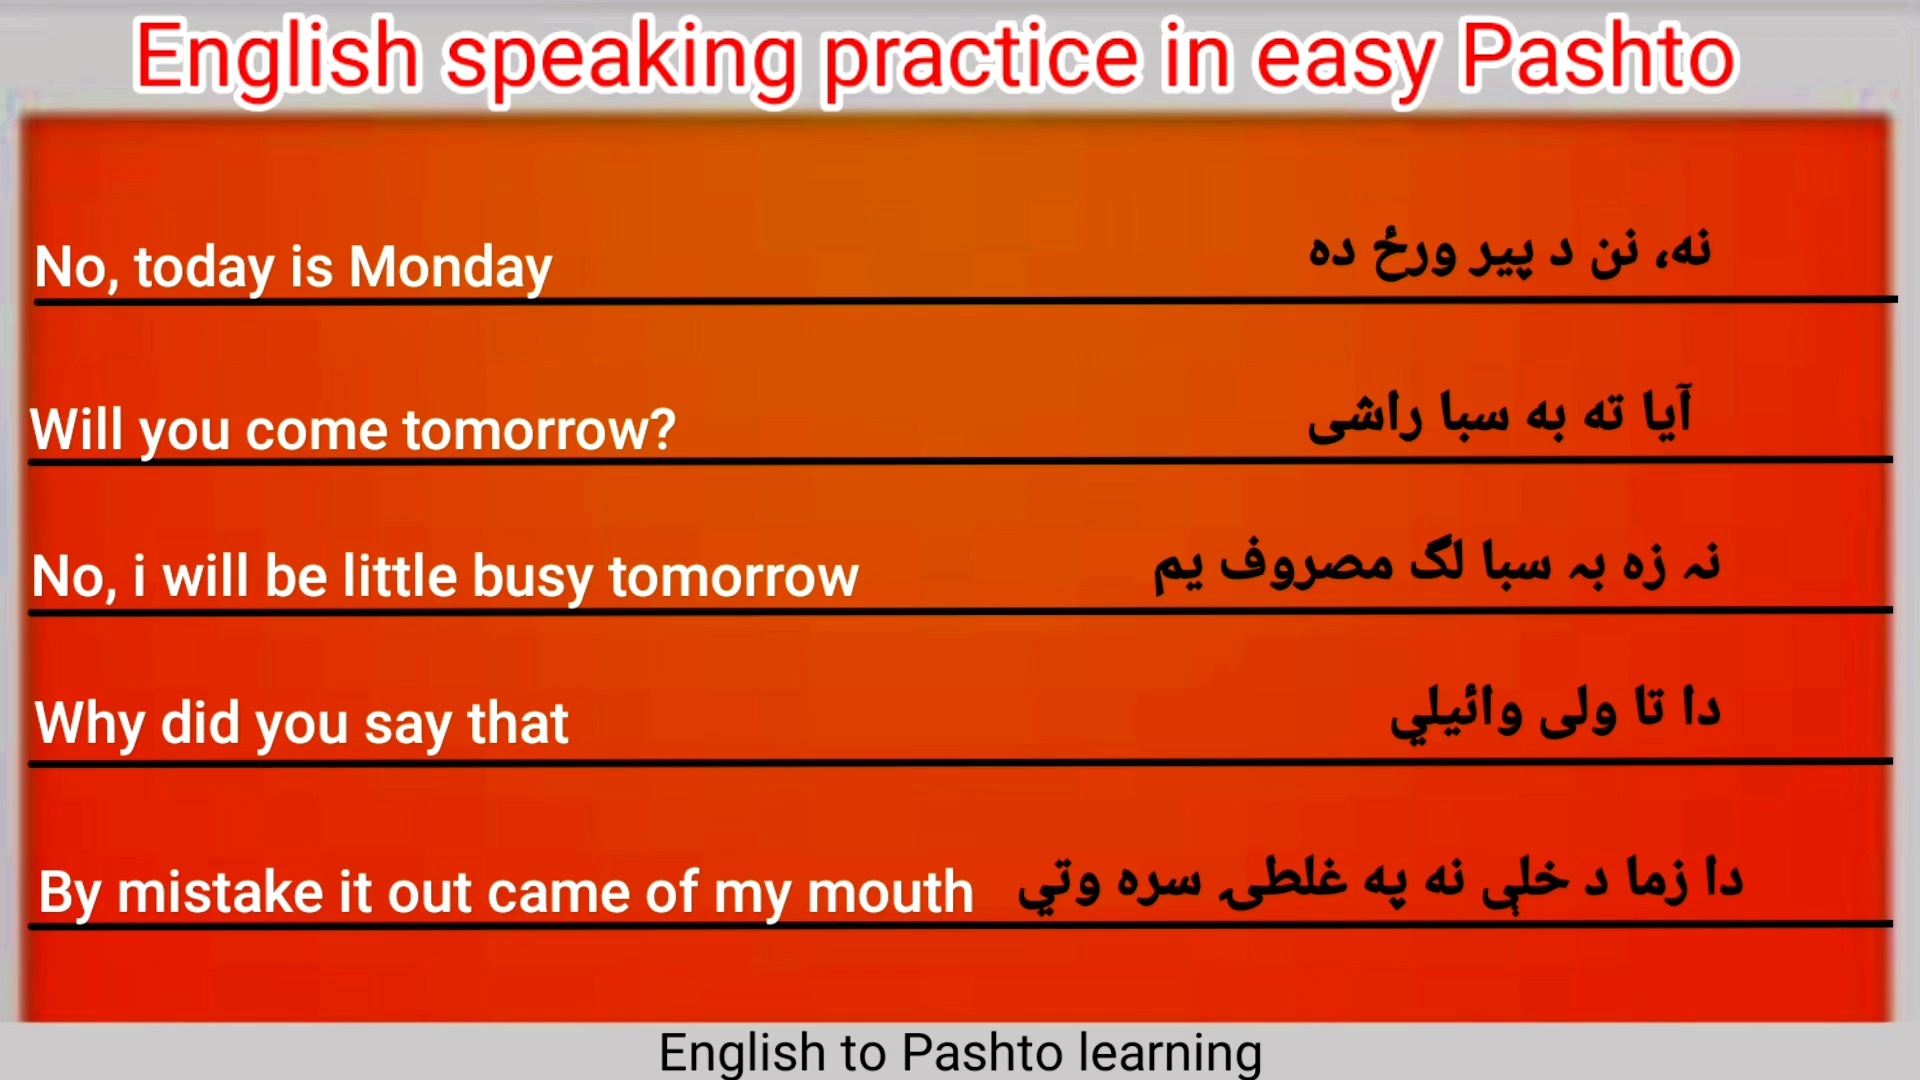 English speaking practice in easy Pashto
No, today is Monday
نه، نن د پیر ورځ ده
Will you come tomorrow?
آیا ته به سبا راشی
No, i will be little busy tomorrow
نہ زه بہ سبا لګ مصروف یم
Why did you say that
دا تا ولی وائیلي
By mistake it out came of my mouth
دا زما د خلې نه په غلطۍ سره وتي
English to Pashto learning